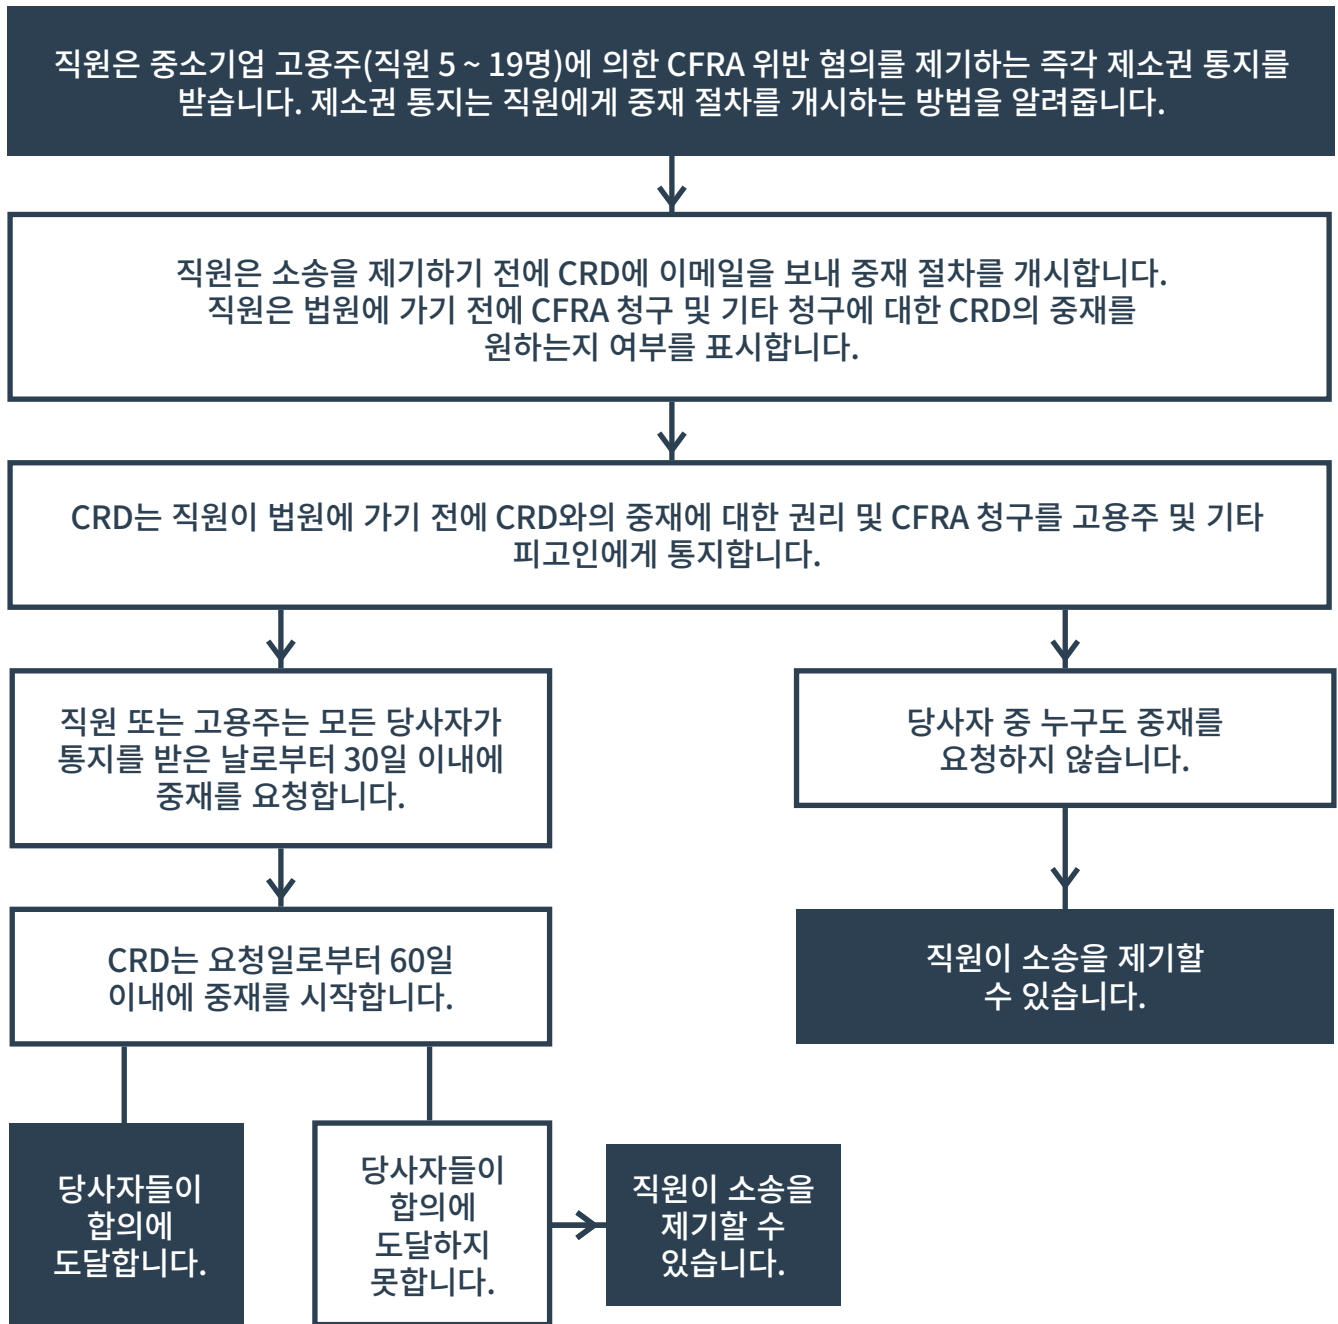 직원은 중소기업 고용주(직원 5 ~ 19명)에 의한 CFRA 위반 혐의를 제기하는 즉각 제소권 통지를
받습니다. 제소권 통지는 직원에게 중재 절차를 개시하는 방법을 알려줍니다.
직원은 소송을 제기하기 전에 CRD에 이메일을 보내 중재 절차를 개시합니다.
직원은 법원에 가기 전에 CFRA 청구 및 기타 청구에 대한 CRD의 중재를
원하는지 여부를 표시합니다.
CRD는 직원이 법원에 가기 전에 CRD와의 중재에 대한 권리 및 CFRA 청구를 고용주 및 기타
피고인에게 통지합니다.
직원 또는 고용주는 모든 당사자가
통지를 받은 날로부터 30일 이내에
중재를 요청합니다.
당사자 중 누구도 중재를
요청하지 않습니다.
CRD는 요청일로부터 60일
이내에 중재를 시작합니다.
직원이 소송을 제기할
수 있습니다.
당사자들이
합의에
도달합니다.
당사자들이
합의에
도달하지
못합니다.
직원이 소송을
제기할 수
있습니다.